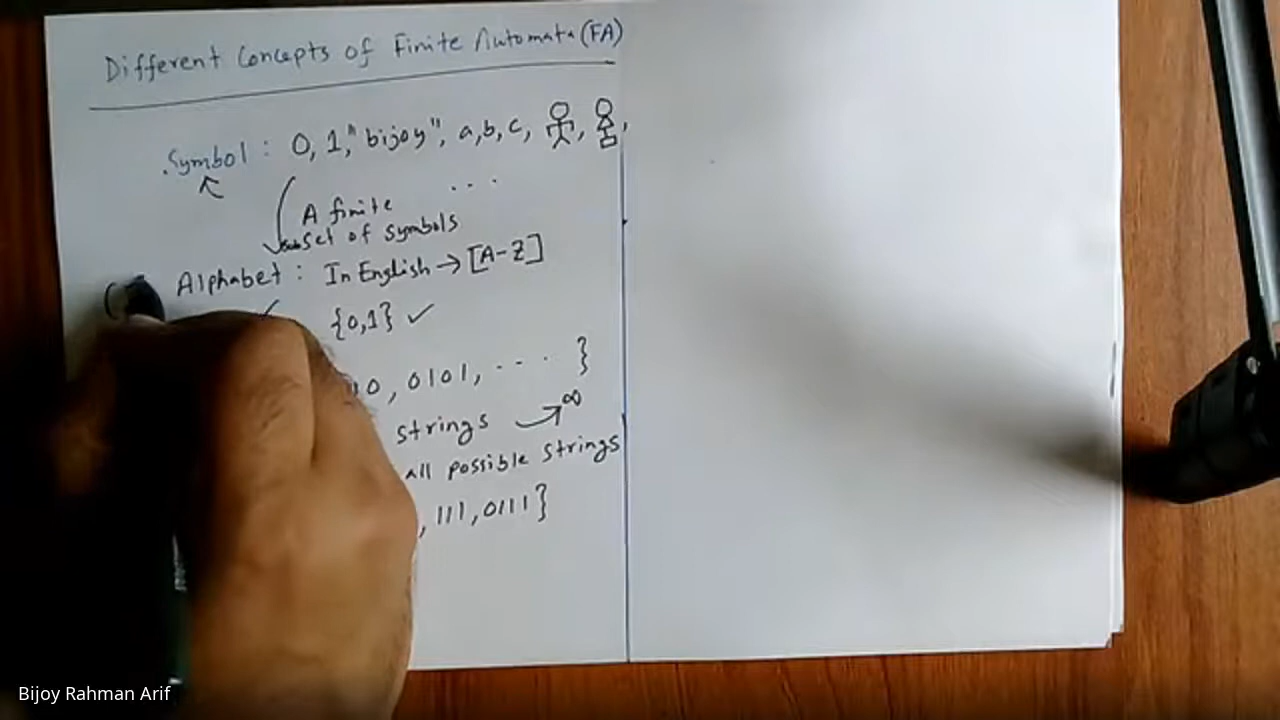 Different Concepts of Finite Automata (FA)
Symbol : 0, 1, "bijoy", a, b, c, , ,
...
A finite
set of symbols
Alphabet : In English → [A-Z]
{0,1} ✓
10, 0101, ... }
strings → ∞
all possible strings
, 111, 0111}
Bijoy Rahman Arif